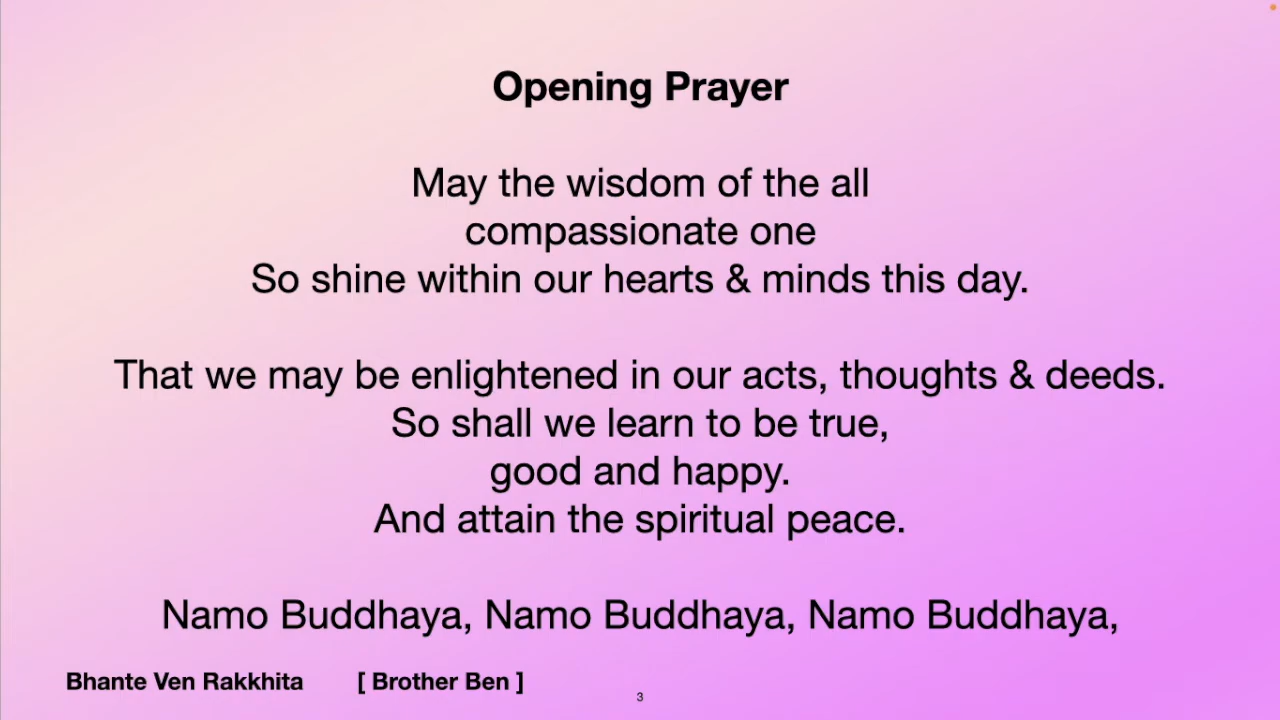 Opening Prayer
May the wisdom of the all
compassionate one
So shine within our hearts & minds this day.
That we may be enlightened in our acts, thoughts & deeds.
So shall we learn to be true,
good and happy.
And attain the spiritual peace.
Namo Buddhaya, Namo Buddhaya, Namo Buddhaya,
Bhante Ven Rakkhita [ Brother Ben ]
3